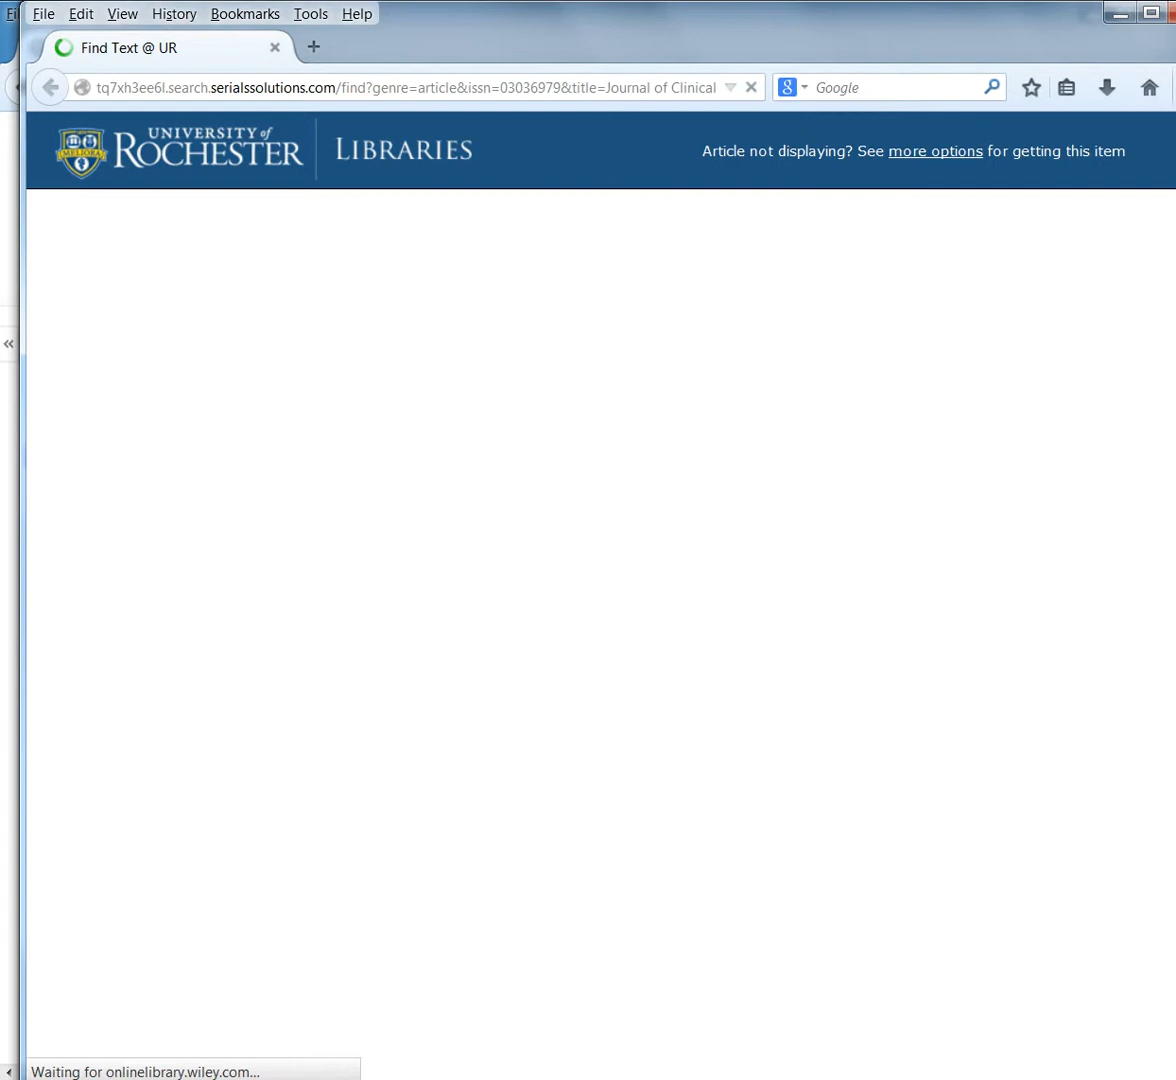 Fi
File Edit View History Bookmarks Tools Help
Find Text @ UR
tq7xh3ee6l.search.serialssolutions.com/find?genre=article&issn=03036979&title=Journal of Clinical
Google
MELIORA
UNIVERSITY of
ROCHESTER
LIBRARIES
Article not displaying? See more options for getting this item
Waiting for onlinelibrary.wiley.com...